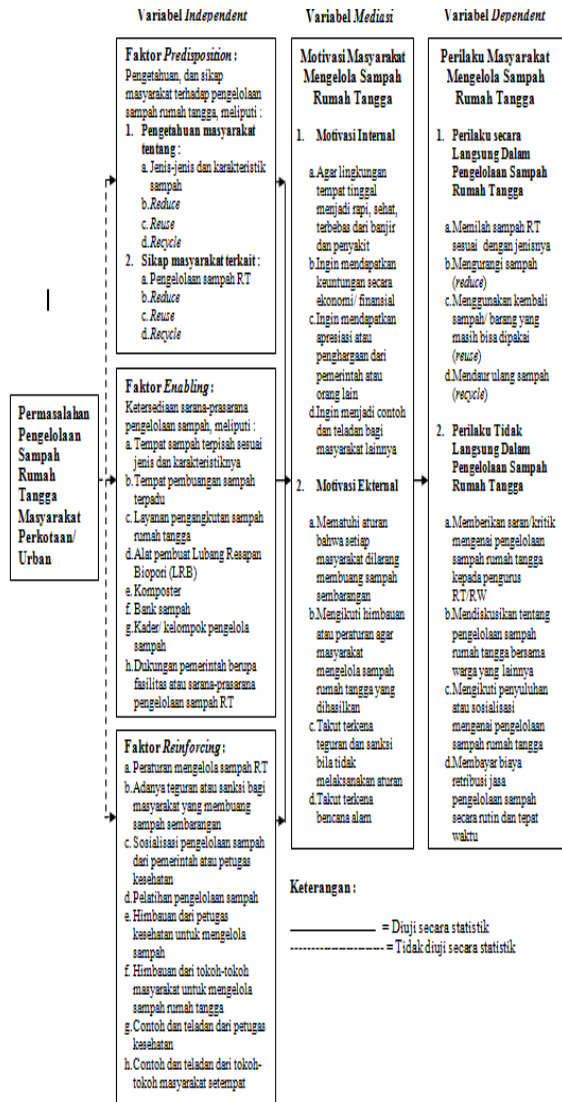 Variabel Independent
Variabel Mediasi
Variabel Dependent
Permasalahan
Pengelolaan
Sampah
Rumah
Tangga
Masyarakat
Perkotaan/
Urban
Faktor Predisposition :
Pengetahuan, dan sikap
masyarakat terhadap pengelolaan
sampah rumah tangga, meliputi :
1. Pengetahuan masyarakat
tentang :
a. Jenis-jenis dan karakteristik
sampah
b. Reduce
c. Reuse
d. Recycle
2. Sikap masyarakat terkait :
a. Pengelolaan sampah RT
b. Reduce
c. Reuse
d. Recycle
Faktor Enabling :
Ketersediaan sarana-prasarana
pengelolaan sampah, meliputi :
a. Tempat sampah terpisah sesuai
jenis dan karakteristiknya
b. Tempat pembuangan sampah
terpadu
c. Layanan pengangkutan sampah
rumah tangga
d. Alat pembuat Lubang Resapan
Biopori (LRB)
e. Komposter
f. Bank sampah
g. Kader/ kelompok pengelola
sampah
h. Dukungan pemerintah berupa
fasilitas atau sarana-prasarana
pengelolaan sampah RT
Faktor Reinforcing :
a. Peraturan mengelola sampah RT
b. Adanya teguran atau sanksi bagi
masyarakat yang membuang
sampah sembarangan
c. Sosialisasi pengelolaan sampah
dari pemerintah atau petugas
kesehatan
d. Pelatihan pengelolaan sampah
e. Himbauan dari petugas
kesehatan untuk mengelola
sampah
f. Himbauan dari tokoh-tokoh
masyarakat untuk mengelola
sampah rumah tangga
g. Contoh dan teladan dari petugas
kesehatan
h. Contoh dan teladan dari tokoh-
tokoh masyarakat setempat
Motivasi Masyarakat
Mengelola Sampah
Rumah Tangga
1. Motivasi Internal
a. Agar lingkungan
tempat tinggal
menjadi rapi, sehat,
terbebas dari banjir
dan penyakit
b. Ingin mendapatkan
keuntungan secara
ekonomi/ finansial
c. Ingin mendapatkan
apresiasi atau
penghargaan dari
pemerintah atau
orang lain
d. Ingin menjadi contoh
dan teladan bagi
masyarakat lainnya
2. Motivasi Ekternal
a. Mematuhi aturan
bahwa setiap
masyarakat dilarang
membuang sampah
sembarangan
b. Mengikuti himbauan
atau peraturan agar
masyarakat
mengelola sampah
rumah tangga yang
dihasilkan
c. Takut terkena
teguran dan sanksi
bila tidak
melaksanakan aturan
d. Takut terkena
bencana alam
Perilaku Masyarakat
Mengelola Sampah
Rumah Tangga
1. Perilaku secara
Langsung Dalam
Pengelolaan Sampah
Rumah Tangga
a. Memilah sampah RT
sesuai dengan jenisnya
b. Mengurangi sampah
(reduce)
c. Menggunakan kembali
sampah/ barang yang
masih bisa dipakai
(reuse)
d. Mendaur ulang sampah
(recycle)
2. Perilaku Tidak
Langsung Dalam
Pengelolaan Sampah
Rumah Tangga
a. Memberikan saran/kritik
mengenai pengelolaan
sampah rumah tangga
kepada pengurus
RT/RW
b. Mendiskusikan tentang
pengelolaan sampah
rumah tangga bersama
warga yang lainnya
c. Mengikuti penyuluhan
atau sosialisasi
mengenai pengelolaan
sampah rumah tangga
d. Membayar biaya
retribusi jasa
pengelolaan sampah
secara rutin dan tepat
waktu
Keterangan :
= Diuji secara statistik
= Tidak diuji secara statistik